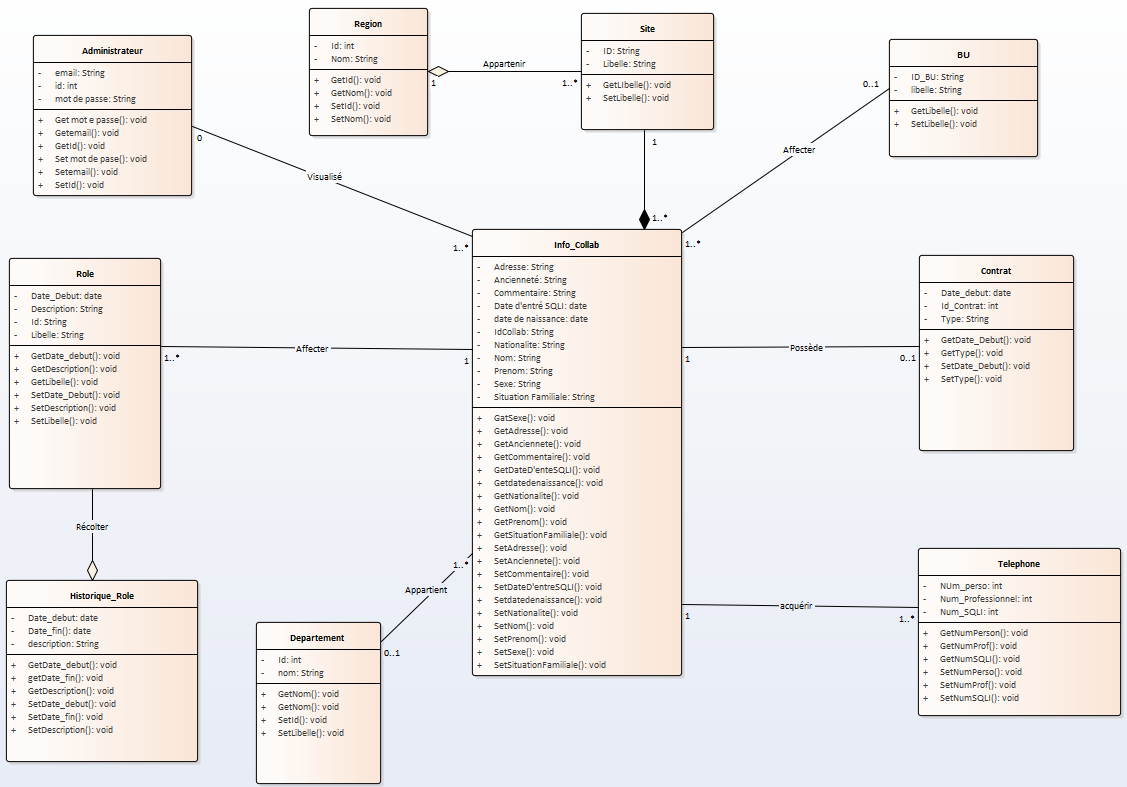 Administrateur
- email: String
- id: int
- mot de passe: String
+ Get mot e passe(): void
+ Getemail(): void
+ GetId(): void
+ Set mot de pase(): void
+ Setemail(): void
+ SetId(): void
Region
- Id: int
- Nom: String
+ GetId(): void
+ GetNom(): void
+ SetId(): void
+ SetNom(): void
1
Appartenir
1..*
Site
- ID: String
- Libelle: String
+ GetLIbelle(): void
+ SetLibelle(): void
BU
- ID_BU: String
- libelle: String
+ GetLibelle(): void
+ SetLibelle(): void
0..1
Affecter
1..*
0
Visualisé
1..*
1
1..*
Info_Collab
- Adresse: String
- Ancienneté: String
- Commentaire: String
- Date d'entré SQLI: date
- date de naissance: date
- IdCollab: String
- Nationalite: String
- Nom: String
- Prenom: String
- Sexe: String
- Situation Familiale: String
+ GatSexe(): void
+ GetAdresse(): void
+ GetAnciennete(): void
+ GetCommentaire(): void
+ GetDateD'enteSQLI(): void
+ Getdatedenaissance(): void
+ GetNationalite(): void
+ GetNom(): void
+ GetPrenom(): void
+ GetSituationFamiliale(): void
+ SetAdresse(): void
+ SetAnciennete(): void
+ SetCommentaire(): void
+ SetDateD'entreSQLI(): void
+ Setdatedenaissance(): void
+ SetNationalite(): void
+ SetNom(): void
+ SetPrenom(): void
+ SetSexe(): void
+ SetSituationFamiliale(): void
Role
- Date_Debut: date
- Description: String
- Id: String
- Libelle: String
+ GetDate_debut(): void
+ GetDescription(): void
+ GetLibelle(): void
+ SetDate_Debut(): void
+ SetDescription(): void
+ SetLibelle(): void
1..*
Affecter
1
1
Possède
0..1
Contrat
- Date_debut: date
- Id_Contrat: int
- Type: String
+ GetDate_Debut(): void
+ GetType(): void
+ SetDate_Debut(): void
+ SetType(): void
Récolter
Historique_Role
- Date_debut: date
- Date_fin(): date
- description: String
+ GetDate_debut(): void
+ getDate_fin(): void
+ GetDescription(): void
+ SetDate_debut(): void
+ SetDate_fin(): void
+ SetDescription(): void
1..*
Appartient
0..1
Departement
- Id: int
- nom: String
+ GetNom(): void
+ GetNom(): void
+ SetId(): void
+ SetLibelle(): void
1
acquérir
1..*
Telephone
- NUm_perso: int
- Num_Professionnel: int
- Num_SQLI: int
+ GetNumPerson(): void
+ GetNumProf(): void
+ GetNumSQLI(): void
+ SetNumPerso(): void
+ SetNumProf(): void
+ SetNumSQLI(): void